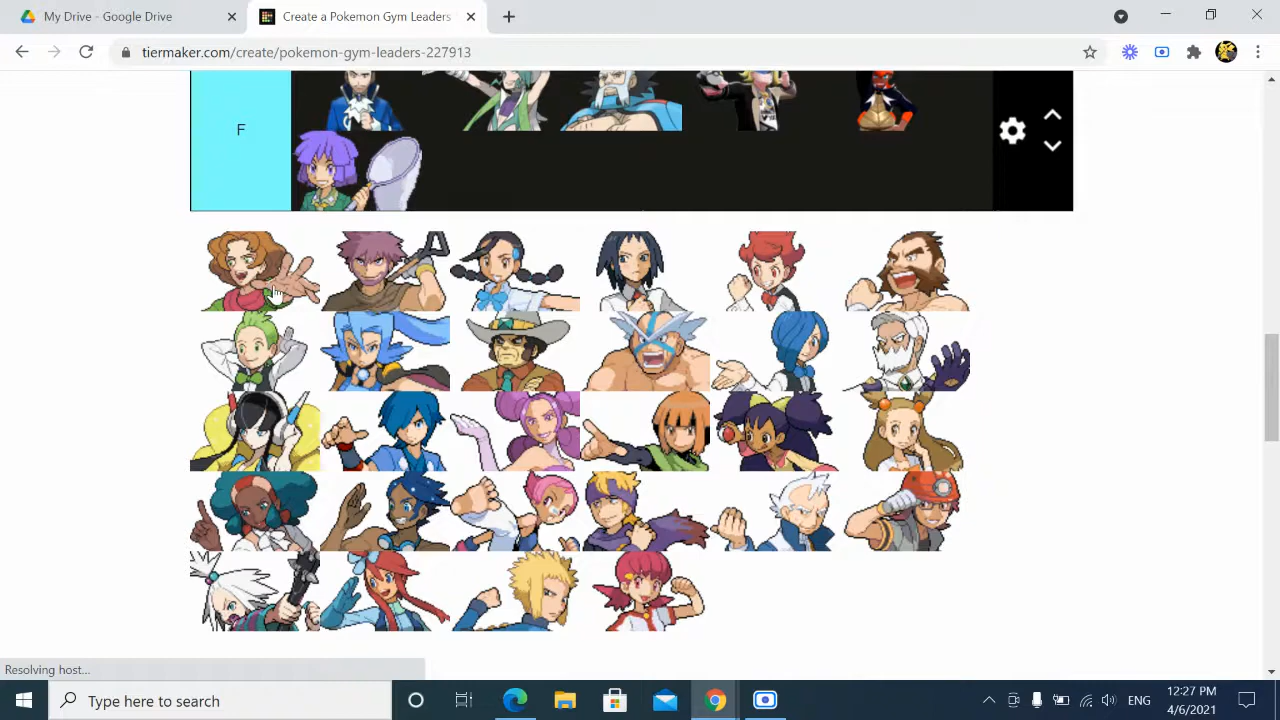 My Drive - Google Drive
Create a Pokemon Gym Leaders
tiermaker.com/create/pokemon-gym-leaders-227913
F
Resolving host...
Type here to search
ENG
12:27 PM
4/6/2021